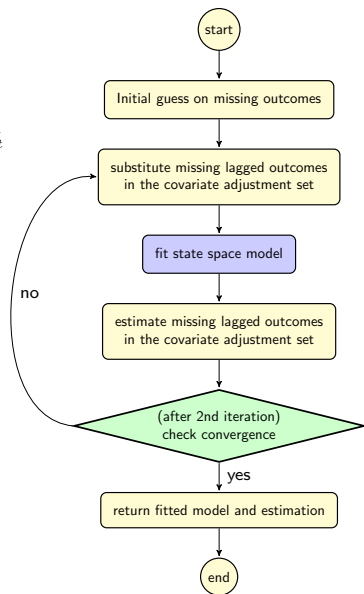 start
Initial guess on missing outcomes
substitute missing lagged outcomes
in the covariate adjustment set
fit state space model
no
estimate missing lagged outcomes
in the covariate adjustment set
(after 2nd iteration)
check convergence
yes
return fitted model and estimation
end